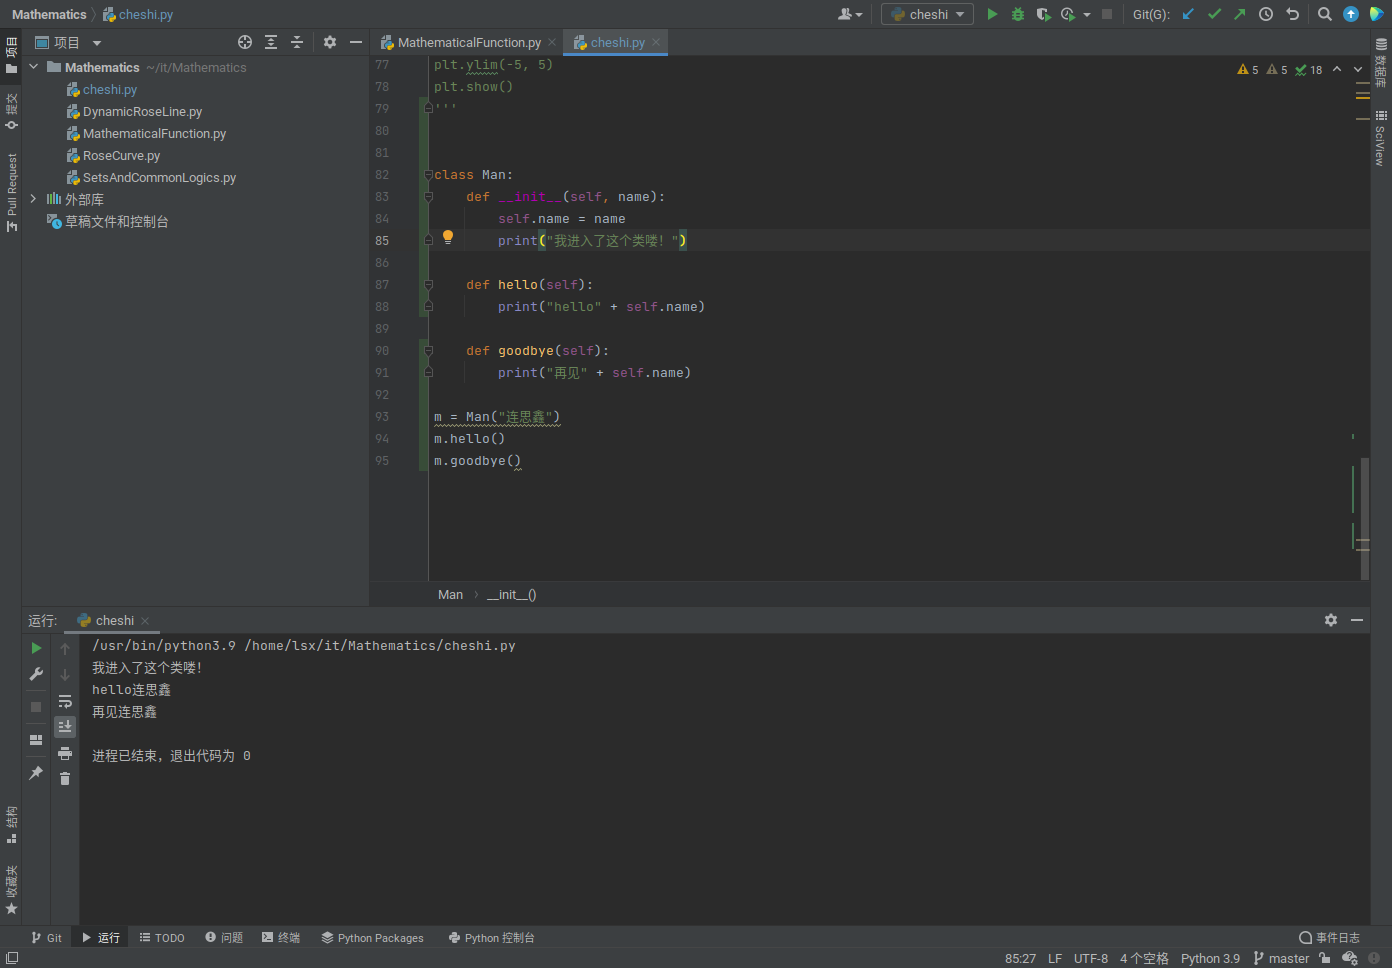 Mathematics cheshi.py
cheshi
Git(G):
项目
MathematicalFunction.py
cheshi.py
Mathematics ~/it/Mathematics
cheshi.py
DynamicRoseLine.py
MathematicalFunction.py
RoseCurve.py
SetsAndCommonLogics.py
外部库
草稿文件和控制台
项目
提交
Pull Request
结构
收藏夹
数据库
SciView
5 5 18
77 plt.ylim(-5, 5)
78 plt.show()
79 '''
80
81
82 class Man:
83 def __init__(self, name):
84 self.name = name
85 print("我进入了这个类喽！")
86
87 def hello(self):
88 print("hello" + self.name)
89
90 def goodbye(self):
91 print("再见" + self.name)
92
93 m = Man("连思鑫")
94 m.hello()
95 m.goodbye()
Man __init__()
运行: cheshi
/usr/bin/python3.9 /home/lsx/it/Mathematics/cheshi.py
我进入了这个类喽！
hello连思鑫
再见连思鑫
进程已结束，退出代码为 0
Git 运行 TODO 问题 终端 Python Packages Python 控制台 事件日志
85:27 LF UTF-8 4 个空格 Python 3.9 master